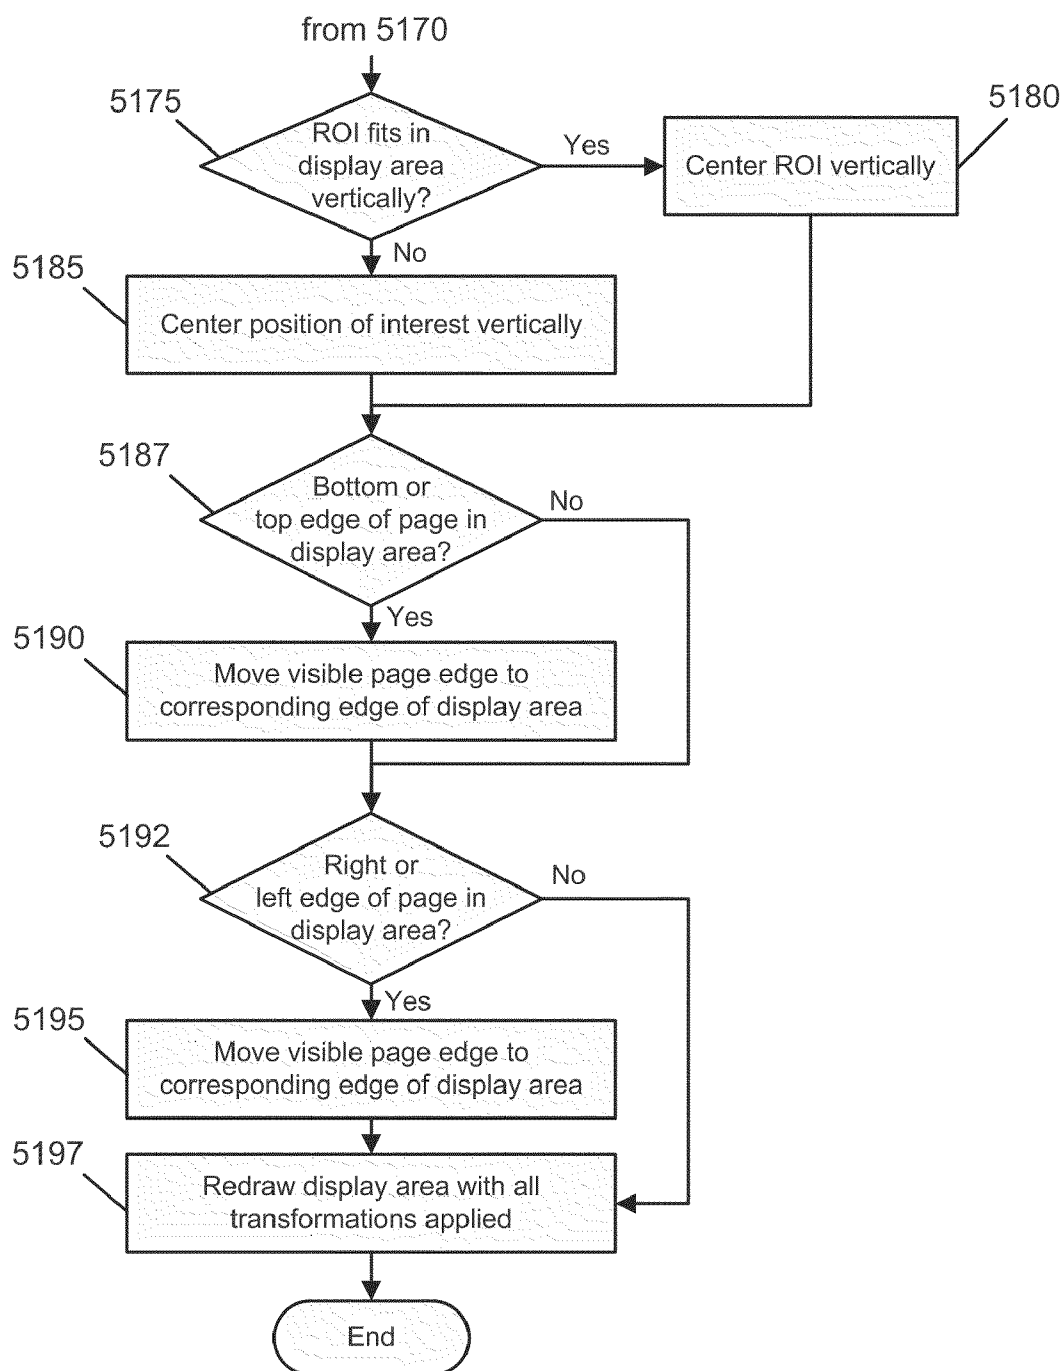 from 5170
5175
ROI fits in
display area
vertically?
Yes
5180
Center ROI vertically
No
5185
Center position of interest vertically
5187
Bottom or
top edge of page in
display area?
No
Yes
5190
Move visible page edge to
corresponding edge of display area
5192
Right or
left edge of page in
display area?
No
Yes
5195
Move visible page edge to
corresponding edge of display area
5197
Redraw display area with all
transformations applied
End